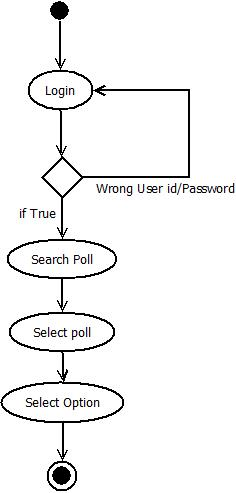 Login
Wrong User id/Password
if True
Search Poll
Select poll
Select Option